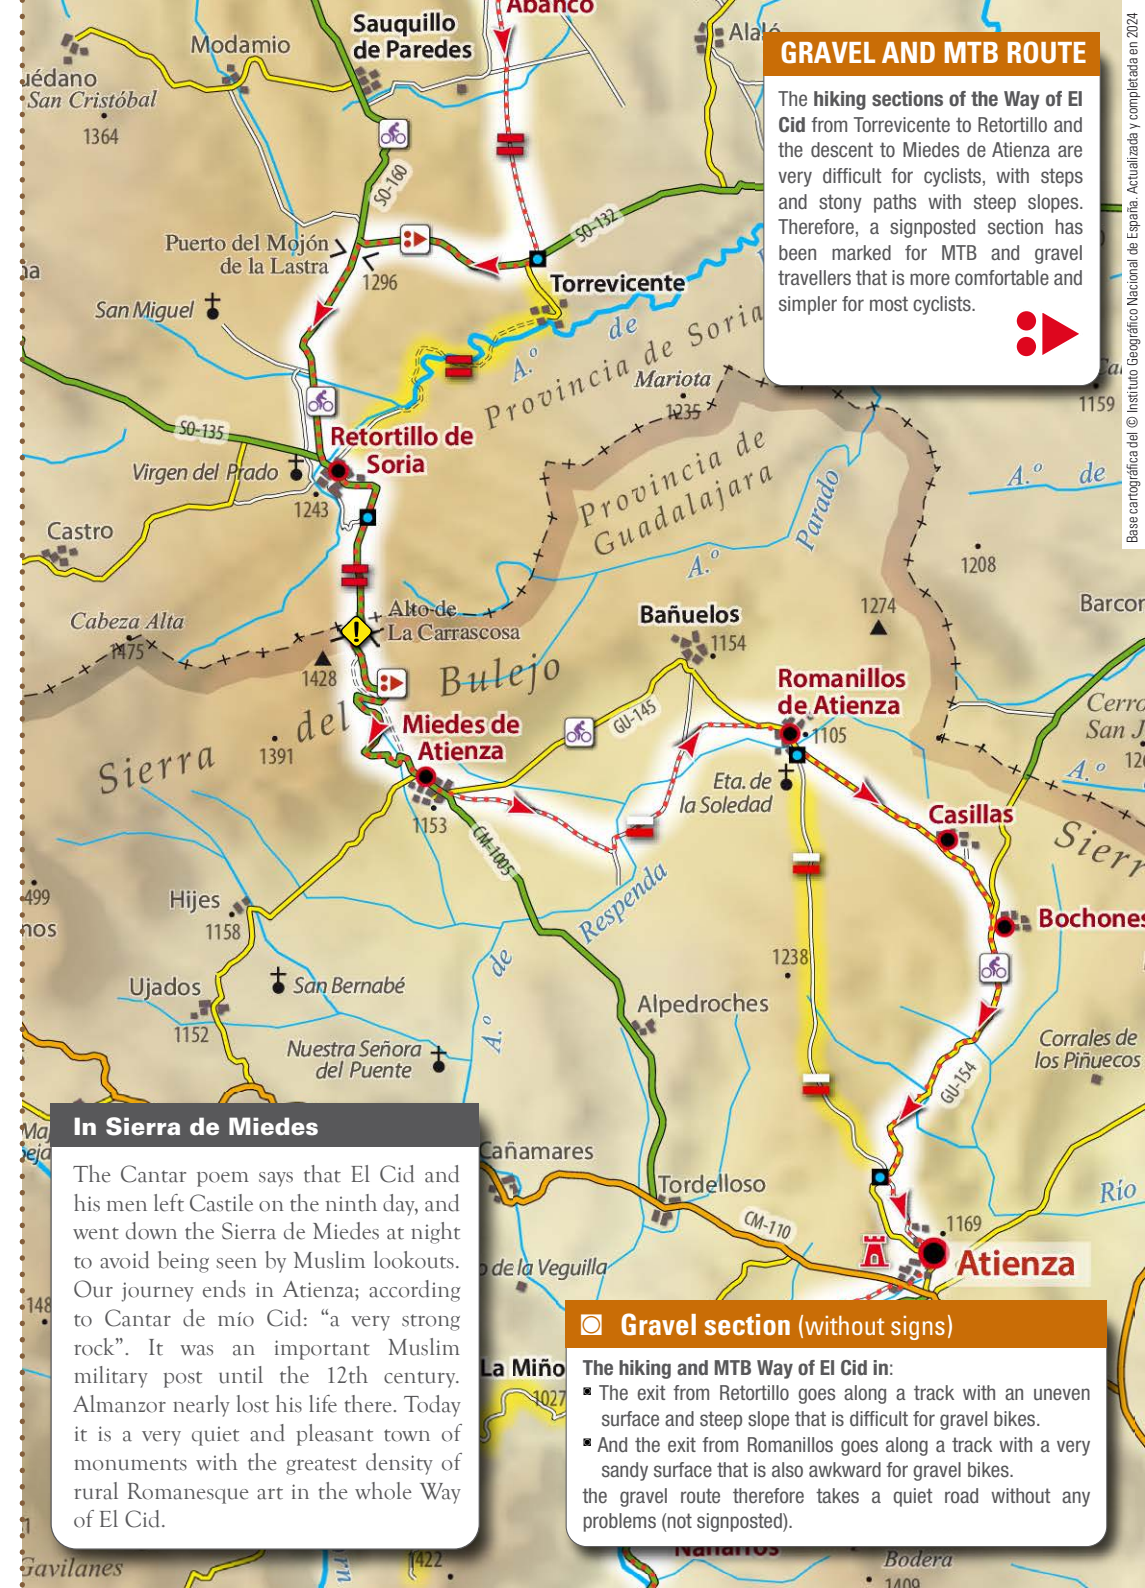 Abanco
Sauquillo
de Paredes
Modamio
Alaló
GRAVEL AND MTB ROUTE
The hiking sections of the Way of El
Cid from Torrevicente to Retortillo and
the descent to Miedes de Atienza are
very difficult for cyclists, with steps
and stony paths with steep slopes.
Therefore, a signposted section has
been marked for MTB and gravel
travellers that is more comfortable and
simpler for most cyclists.
Base cartográfica del © Instituto Geográfico Nacional de España. Actualizada y completada en 2024
San Cristóbal
1364
SO-160
SO-132
Puerto del Mojón
de la Lastra
1296
Torrevicente
San Miguel
A.º de
Provincia de Soria
Mariota
1235
1159
SO-135
Retortillo de
Soria
Virgen del Prado
1243
Provincia de
Guadalajara
A.º Parado
A.º de
Castro
1208
Cabeza Alta
1475
Alto de
La Carrascosa
1428
Bañuelos
1154
1274
Sierra del Bulejo
1391
Romanillos
de Atienza
1105
GU-145
Miedes de
Atienza
1153
Eta. de
la Soledad
CM-1005
Casillas
A.º
Bochones
Hijes
1158
A.º de Respenda
1238
Ujados
1152
San Bernabé
Alpedroches
Nuestra Señora
del Puente
Corrales de
los Piñuecos
GU-154
In Sierra de Miedes
The Cantar poem says that El Cid and
his men left Castile on the ninth day, and
went down the Sierra de Miedes at night
to avoid being seen by Muslim lookouts.
Our journey ends in Atienza; according
to Cantar de mío Cid: “a very strong
rock”. It was an important Muslim
military post until the 12th century.
Almanzor nearly lost his life there. Today
it is a very quiet and pleasant town of
monuments with the greatest density of
rural Romanesque art in the whole Way
of El Cid.
Cañamares
Tordelloso
CM-110
Río
1169
Atienza
de la Veguilla
La Miño
1027
Gravel section (without signs)
The hiking and MTB Way of El Cid in:
The exit from Retortillo goes along a track with an uneven
surface and steep slope that is difficult for gravel bikes.
And the exit from Romanillos goes along a track with a very
sandy surface that is also awkward for gravel bikes.
the gravel route therefore takes a quiet road without any
problems (not signposted).
Gavilanes
1422
Naharros
Bodera
1409